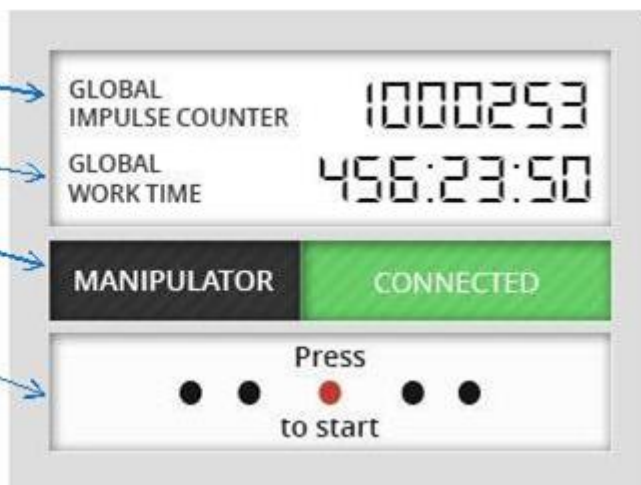 GLOBAL
IMPULSE COUNTER 1000253
GLOBAL
WORK TIME 456:23:50
MANIPULATOR CONNECTED
Press
to start